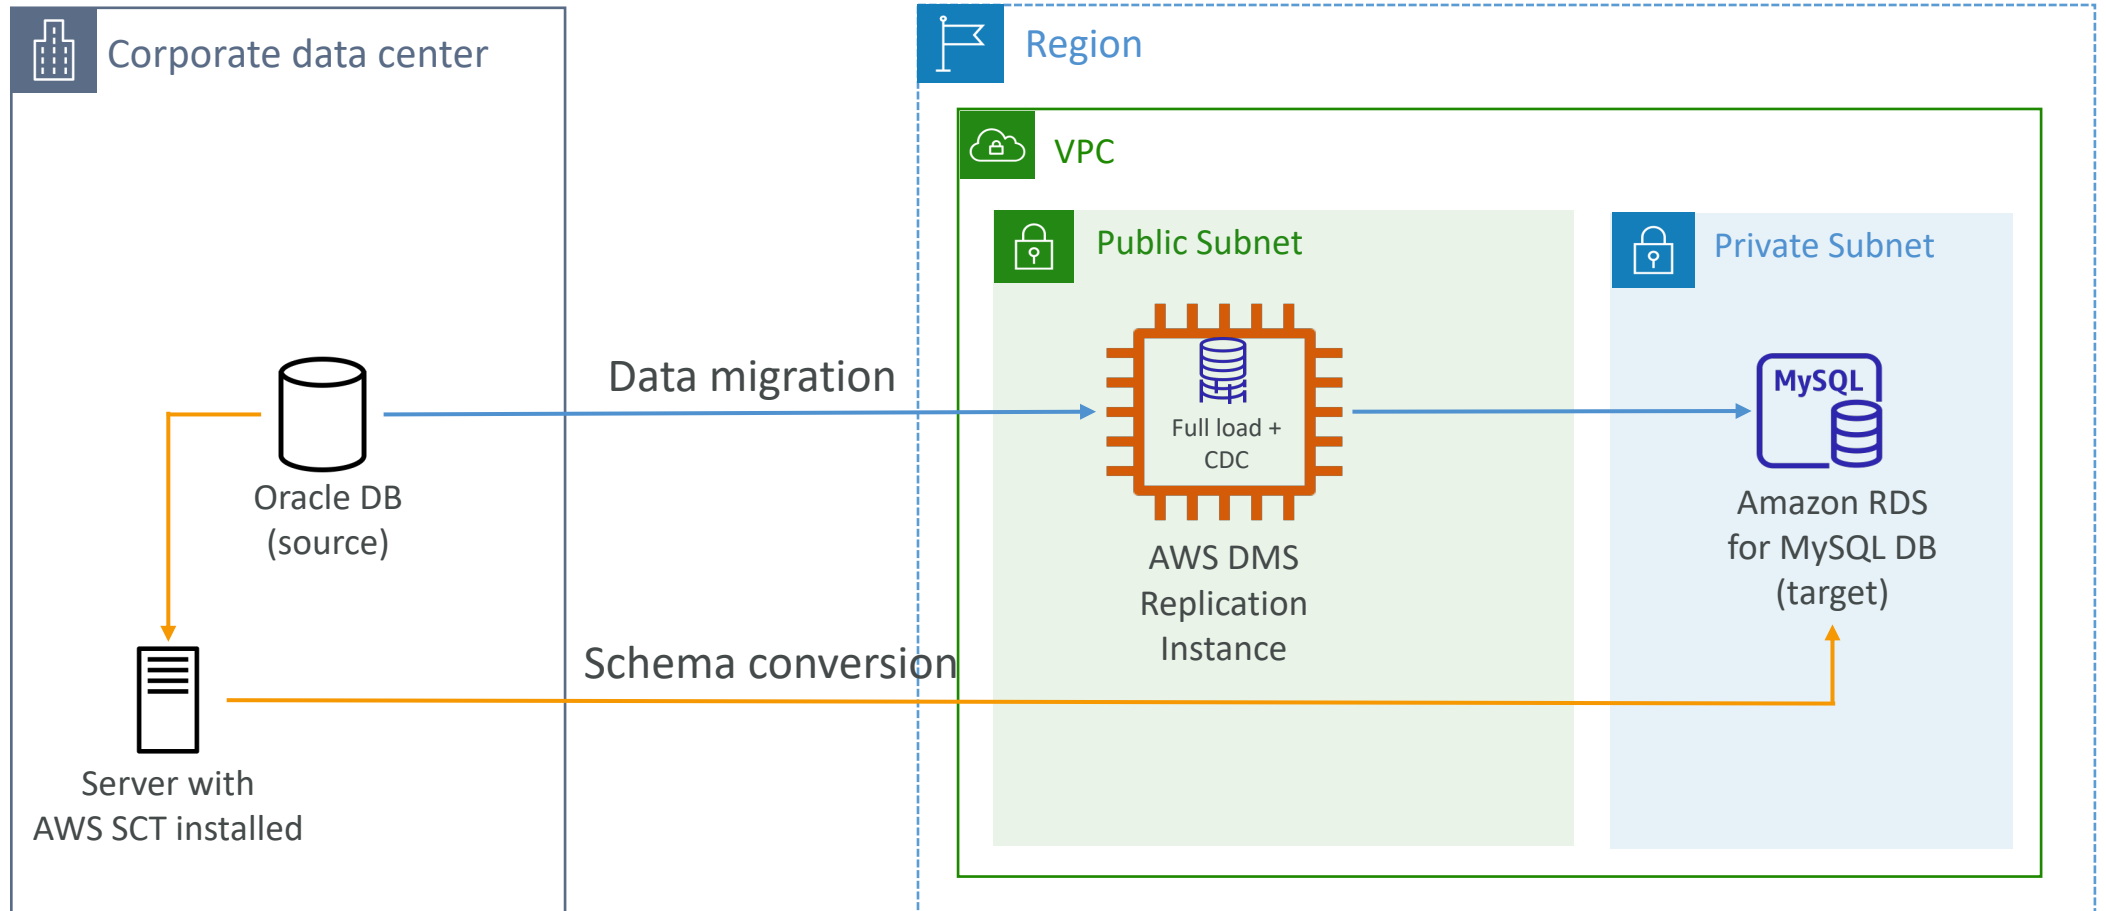 Corporate data center
Region
VPC
Public Subnet
Private Subnet
Data migration
Full load +
CDC
MySQL
Oracle DB
(source)
AWS DMS
Replication
Instance
Amazon RDS
for MySQL DB
(target)
Schema conversion
Server with
AWS SCT installed